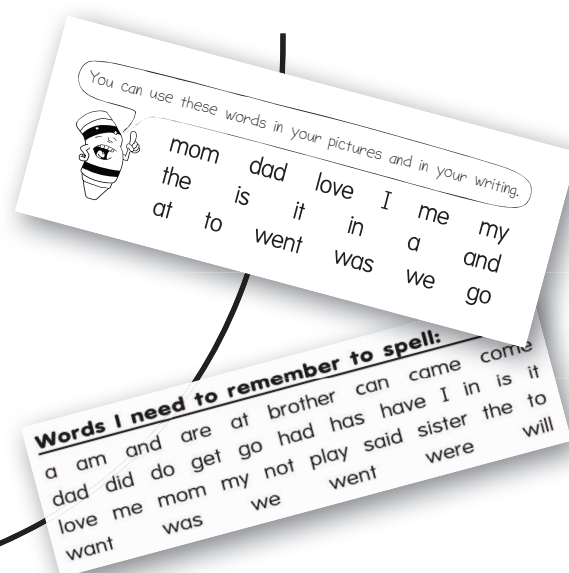 You can use these words in your pictures and in your writing.
mom dad love I me my
the is it in a and
at to went was we go
Words I need to remember to spell:
a am and are at brother can came come
dad did do get go had has have I in is it
love me mom my not play said sister the to
want was we went were will